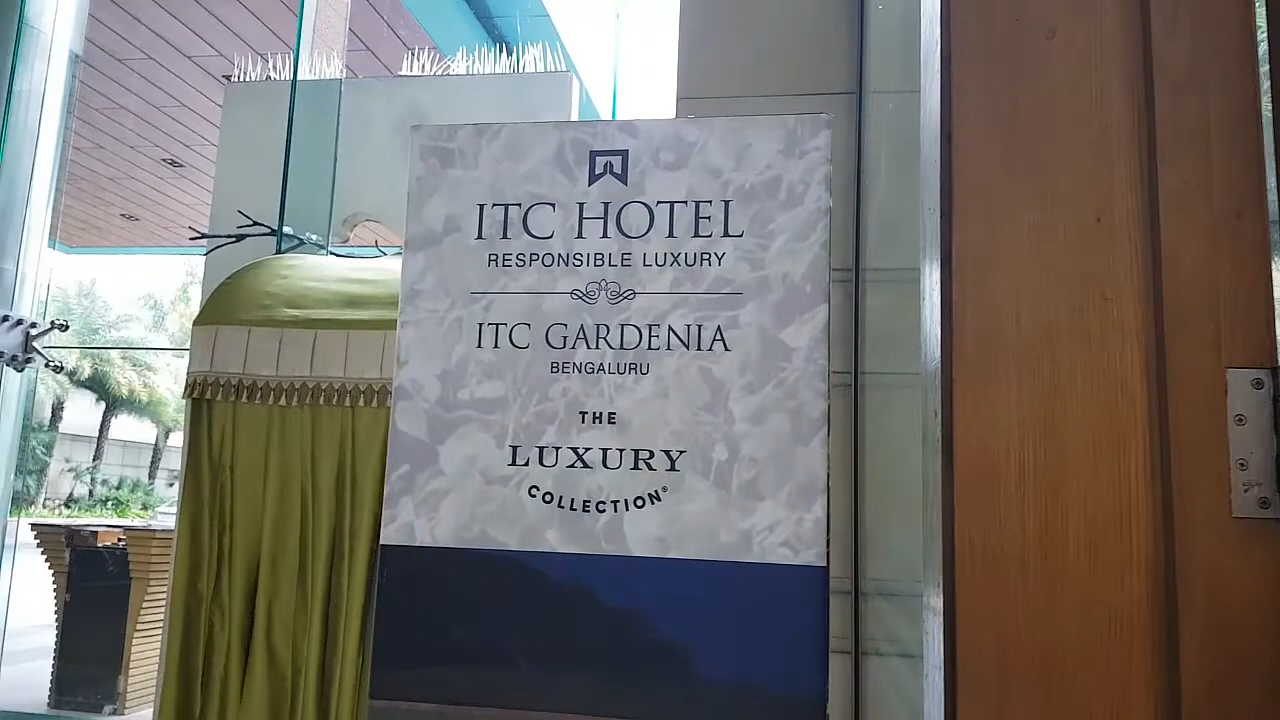 ITC HOTEL
RESPONSIBLE LUXURY
ITC GARDENIA
BENGALURU
THE
LUXURY
COLLECTION®